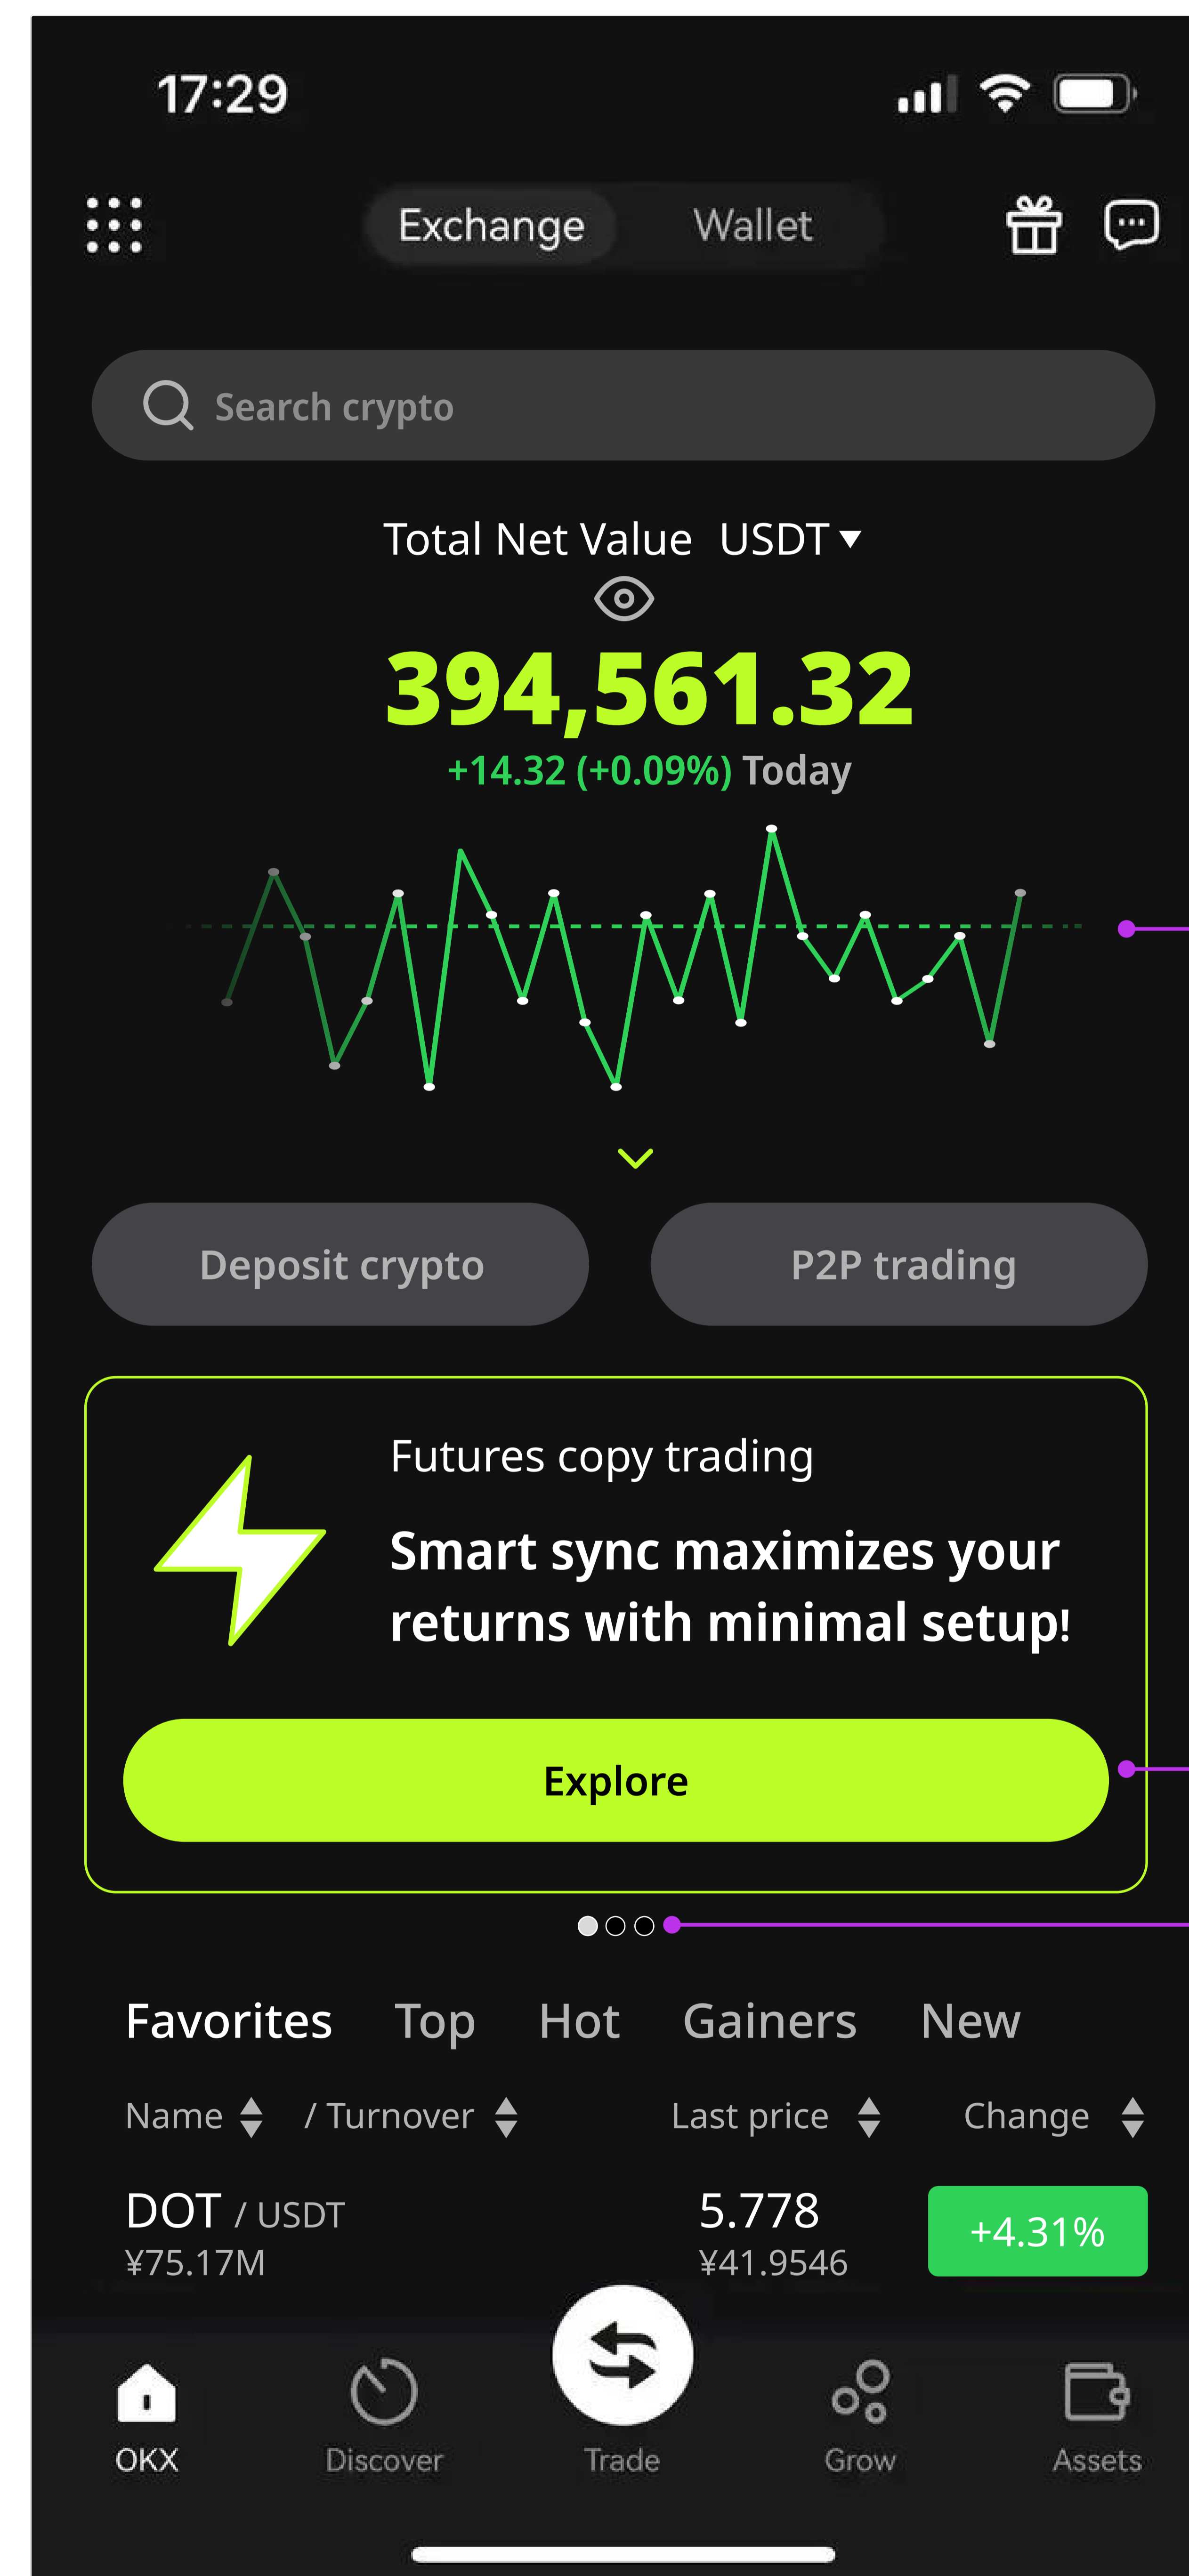 17:29
Exchange Wallet
Search crypto
Total Net Value USDT
394,561.32
+14.32 (+0.09%) Today
Deposit crypto P2P trading
Futures copy trading
Smart sync maximizes your
returns with minimal setup!
Explore
Favorites Top Hot Gainers New
Name / Turnover Last price Change
DOT / USDT 5.778 +4.31%
¥75.17M ¥41.9546
OKX Discover Trade Grow Assets